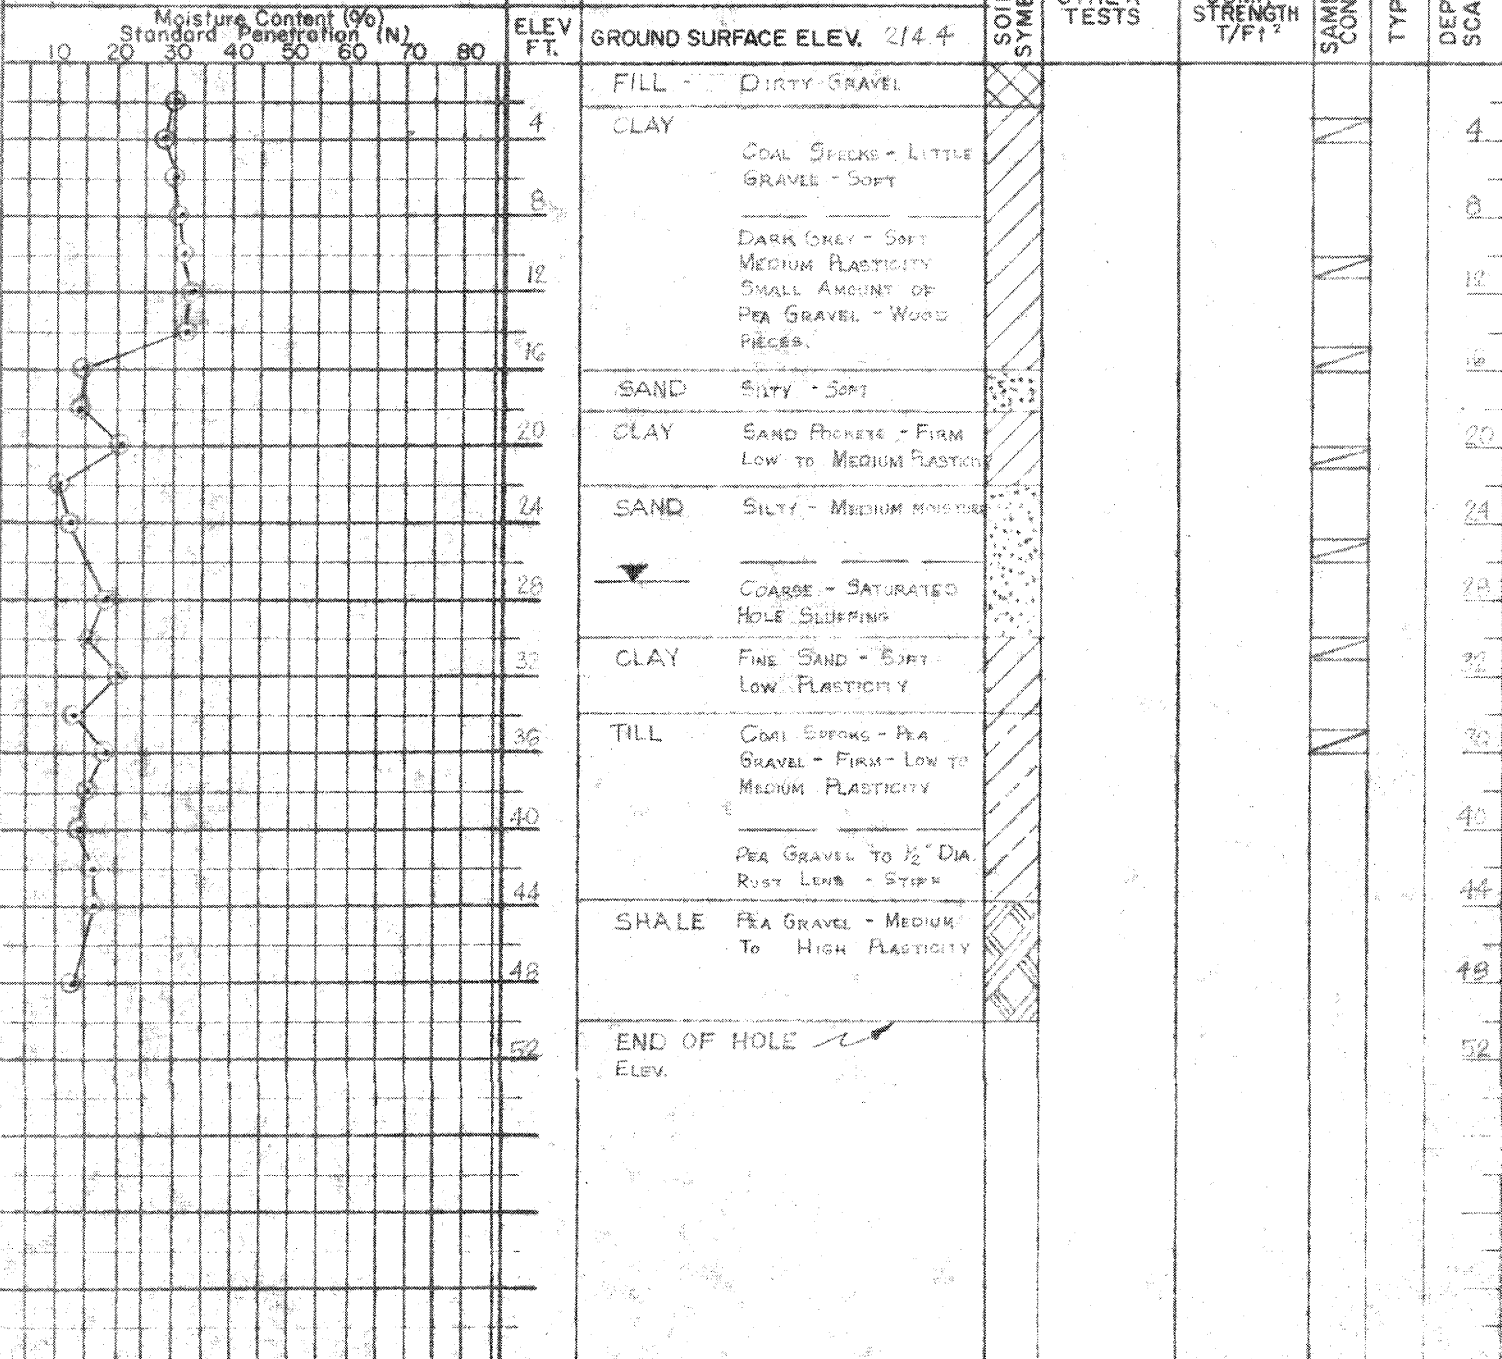 Moisture Content (%)
Standard Penetration (N)
10 20 30 40 50 60 70 80
ELEV FT.
GROUND SURFACE ELEV. 214.4
TESTS
STRENGTH
T/Ft²
FILL - DIRTY GRAVEL
4 CLAY 4
COAL SPECKS - LITTLE
GRAVEL - SOFT
8 8
DARK GREY - SOFT
MEDIUM PLASTICITY
12 12
SMALL AMOUNT OF
PEA GRAVEL - WOOD
PIECES.
16 16
SAND SILTY - SOFT
20 CLAY SAND POCKETS - FIRM 20
LOW TO MEDIUM PLASTICITY
24 SAND SILTY - MEDIUM MOISTURE 24
28 COARSE - SATURATED 28
HOLE SLUFFING
32 CLAY FINE SAND - SOFT 32
LOW PLASTICITY
36 TILL COAL SPECKS - PEA
GRAVEL - FIRM - LOW TO
MEDIUM PLASTICITY
40 40
PEA GRAVEL TO ½" DIA.
RUST LENS - STIFF
44 44
SHALE PEA GRAVEL - MEDIUM
TO HIGH PLASTICITY
48 48
END OF HOLE
52 52
ELEV.